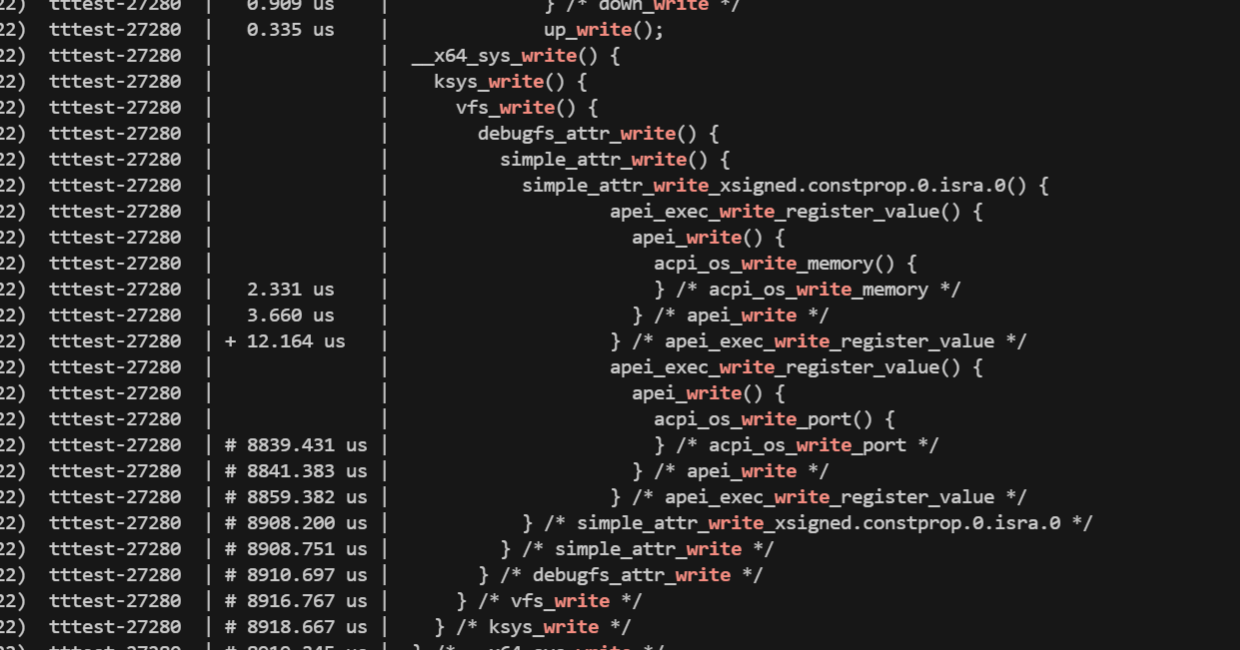 22)  tttest-27280  |   0.909 us    |              } /* down_write */
22)  tttest-27280  |   0.335 us    |              up_write();
22)  tttest-27280  |               |  __x64_sys_write() {
22)  tttest-27280  |               |    ksys_write() {
22)  tttest-27280  |               |      vfs_write() {
22)  tttest-27280  |               |        debugfs_attr_write() {
22)  tttest-27280  |               |          simple_attr_write() {
22)  tttest-27280  |               |            simple_attr_write_xsigned.constprop.0.isra.0() {
22)  tttest-27280  |               |                    apei_exec_write_register_value() {
22)  tttest-27280  |               |                      apei_write() {
22)  tttest-27280  |               |                        acpi_os_write_memory() {
22)  tttest-27280  |   2.331 us    |                        } /* acpi_os_write_memory */
22)  tttest-27280  |   3.660 us    |                      } /* apei_write */
22)  tttest-27280  | + 12.164 us   |                    } /* apei_exec_write_register_value */
22)  tttest-27280  |               |                    apei_exec_write_register_value() {
22)  tttest-27280  |               |                      apei_write() {
22)  tttest-27280  |               |                        acpi_os_write_port() {
22)  tttest-27280  | # 8839.431 us |                        } /* acpi_os_write_port */
22)  tttest-27280  | # 8841.383 us |                      } /* apei_write */
22)  tttest-27280  | # 8859.382 us |                    } /* apei_exec_write_register_value */
22)  tttest-27280  | # 8908.200 us |            } /* simple_attr_write_xsigned.constprop.0.isra.0 */
22)  tttest-27280  | # 8908.751 us |          } /* simple_attr_write */
22)  tttest-27280  | # 8910.697 us |        } /* debugfs_attr_write */
22)  tttest-27280  | # 8916.767 us |      } /* vfs_write */
22)  tttest-27280  | # 8918.667 us |    } /* ksys_write */
22)  tttest-27280  | # 8919.345 us |  } /* __x64_sys_write */